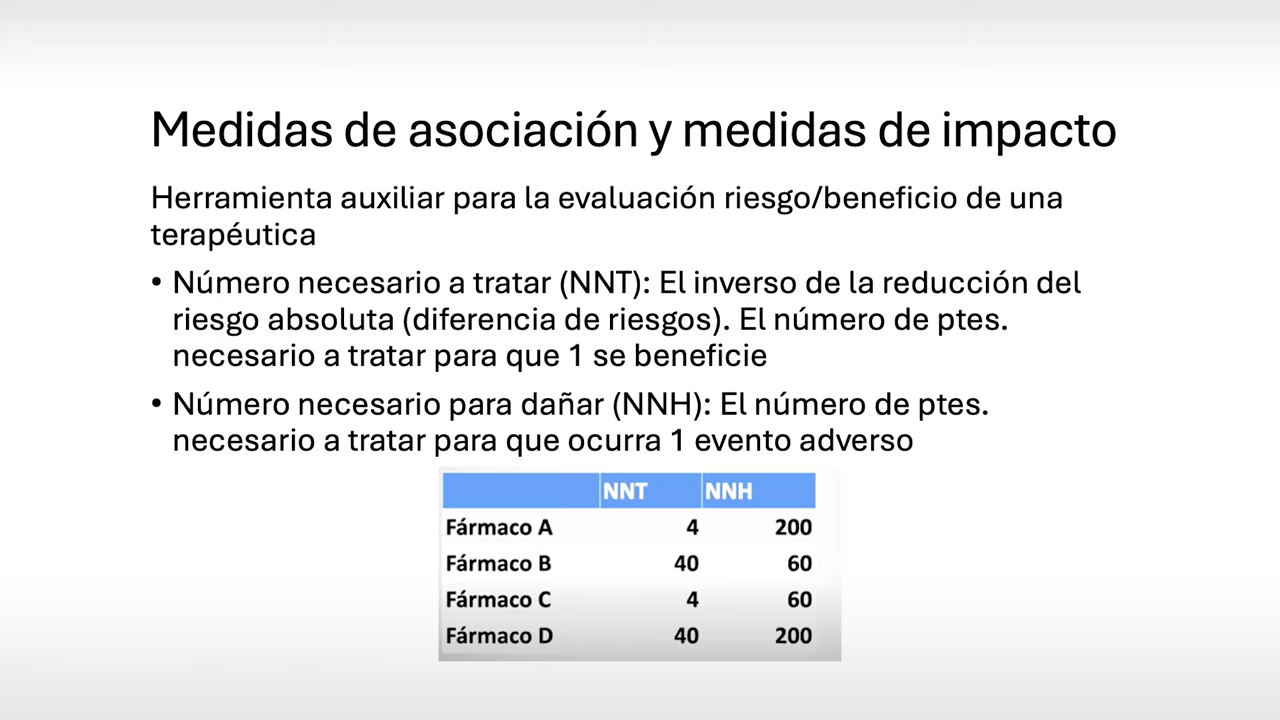 Medidas de asociación y medidas de impacto
Herramienta auxiliar para la evaluación riesgo/beneficio de una
terapéutica
• Número necesario a tratar (NNT): El inverso de la reducción del
riesgo absoluta (diferencia de riesgos). El número de ptes.
necesario a tratar para que 1 se beneficie
• Número necesario para dañar (NNH): El número de ptes.
necesario a tratar para que ocurra 1 evento adverso
NNT NNH
Fármaco A 4 200
Fármaco B 40 60
Fármaco C 4 60
Fármaco D 40 200